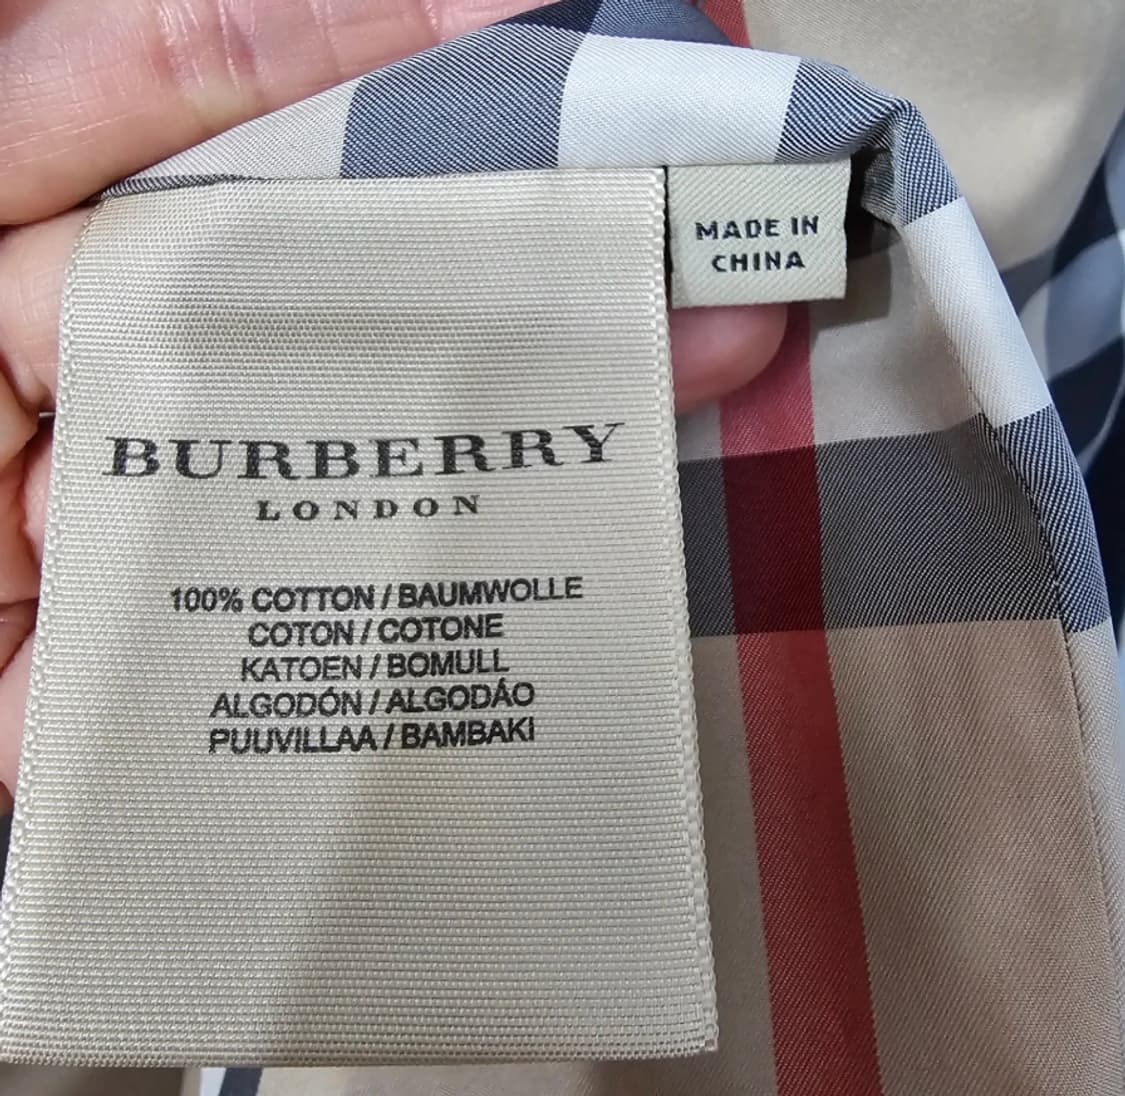 MADE IN
CHINA
BURBERRY
LONDON
100% COTTON / BAUMWOLLE
COTON / COTONE
KATOEN / BOMULL
ALGODÓN / ALGODÁO
PUUVILLAA / BAMBAKI